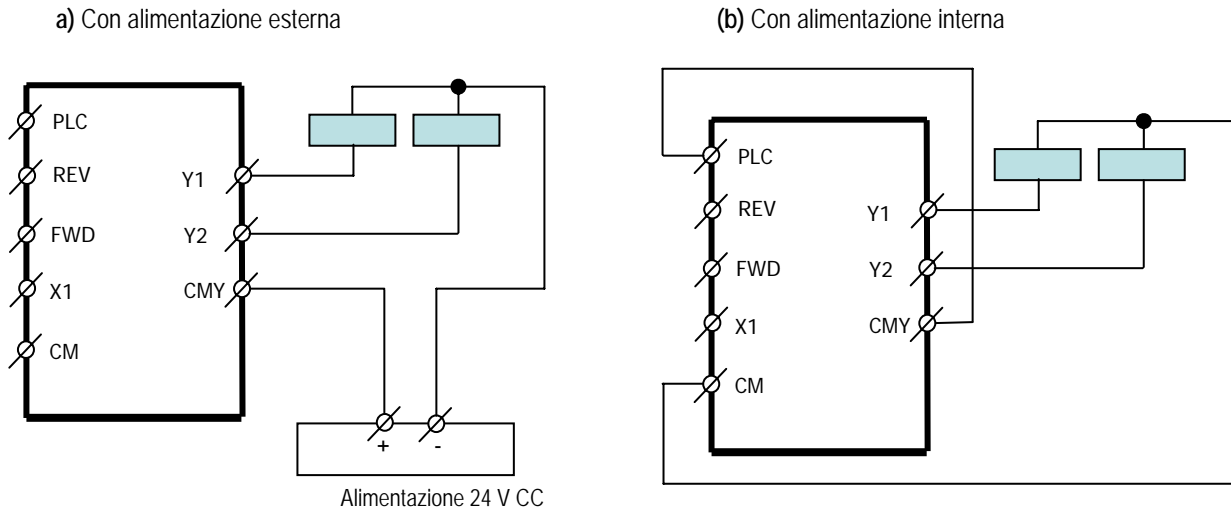 a) Con alimentazione esterna
PLC
REV
FWD
X1
CM
Y1
Y2
CMY
+ -
Alimentazione 24 V CC
(b) Con alimentazione interna
PLC
REV
FWD
X1
CM
Y1
Y2
CMY